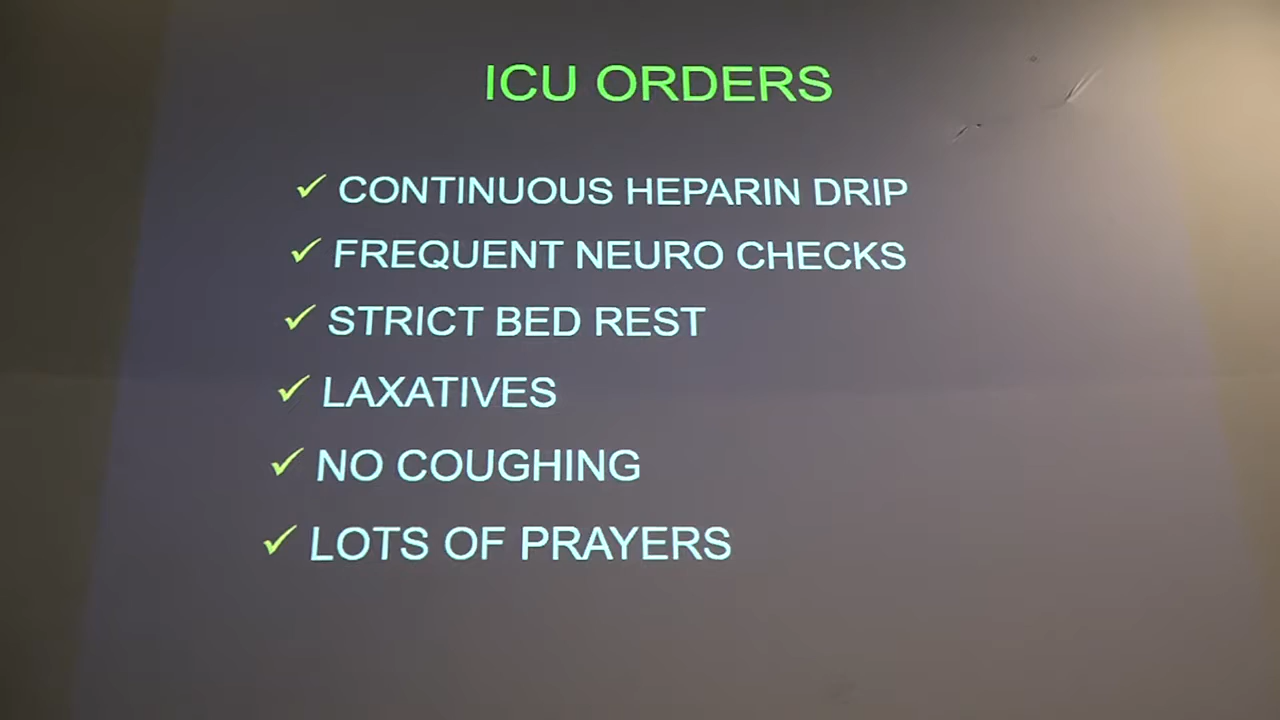 ICU ORDERS
✓ CONTINUOUS HEPARIN DRIP
✓ FREQUENT NEURO CHECKS
✓ STRICT BED REST
✓ LAXATIVES
✓ NO COUGHING
✓ LOTS OF PRAYERS